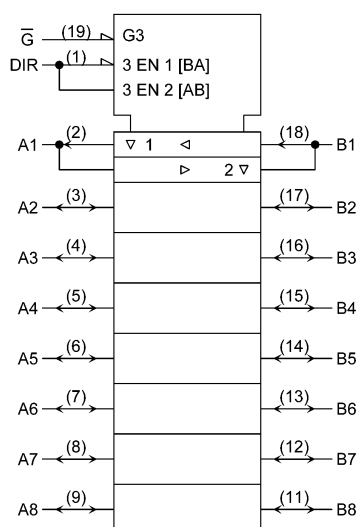 G̅ (19) G3
DIR (1) 3 EN 1 [BA]
3 EN 2 [AB]
A1 (2) ▽ 1 ◁ (18) B1
▷ 2 ▽
A2 (3) (17) B2
A3 (4) (16) B3
A4 (5) (15) B4
A5 (6) (14) B5
A6 (7) (13) B6
A7 (8) (12) B7
A8 (9) (11) B8